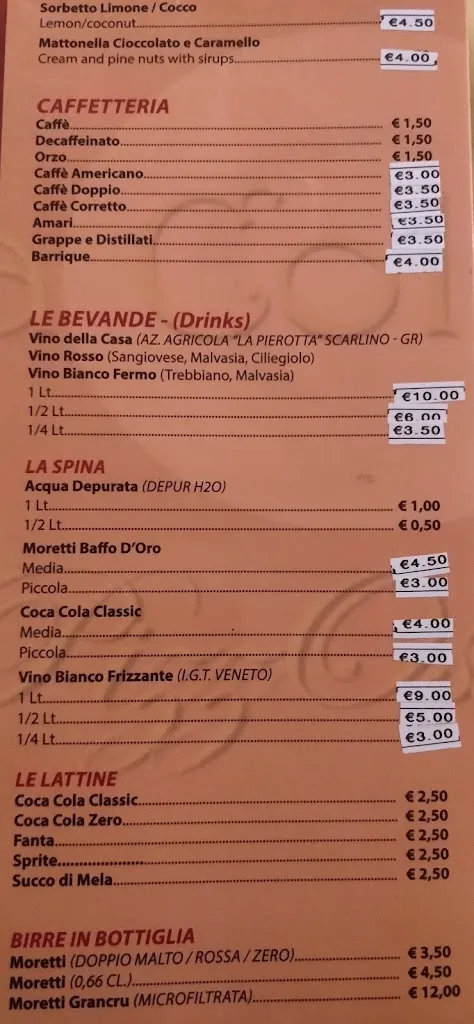 Sorbetto Limone / Cocco
Lemon/coconut........ €4.50
Mattonella Cioccolato e Caramello
Cream and pine nuts with sirups........ €4.00
CAFFETTERIA
Caffè........ € 1,50
Decaffeinato........ € 1,50
Orzo........ € 1,50
Caffè Americano........ €3.00
Caffè Doppio........ €3.50
Caffè Corretto........ €3.50
Amari........ €3.50
Grappe e Distillati........ €3.50
Barrique........ €4.00
LE BEVANDE - (Drinks)
Vino della Casa (AZ. AGRICOLA "LA PIEROTTA" SCARLINO - GR)
Vino Rosso (Sangiovese, Malvasia, Ciliegiolo)
Vino Bianco Fermo (Trebbiano, Malvasia)
1 Lt........ €10.00
1/2 Lt........ €6.00
1/4 Lt........ €3.50
LA SPINA
Acqua Depurata (DEPUR H2O)
1 Lt........ € 1,00
1/2 Lt........ € 0,50
Moretti Baffo D'Oro
Media........ €4.50
Piccola........ €3.00
Coca Cola Classic
Media........ €4.00
Piccola........ €3.00
Vino Bianco Frizzante (I.G.T. VENETO)
1 Lt........ €9.00
1/2 Lt........ €5.00
1/4 Lt........ €3.00
LE LATTINE
Coca Cola Classic........ € 2,50
Coca Cola Zero........ € 2,50
Fanta........ € 2,50
Sprite........ € 2,50
Succo di Mela........ € 2,50
BIRRE IN BOTTIGLIA
Moretti (DOPPIO MALTO / ROSSA / ZERO)........ € 3,50
Moretti (0,66 CL.)........ € 4,50
Moretti Grancru (MICROFILTRATA)........ € 12,00